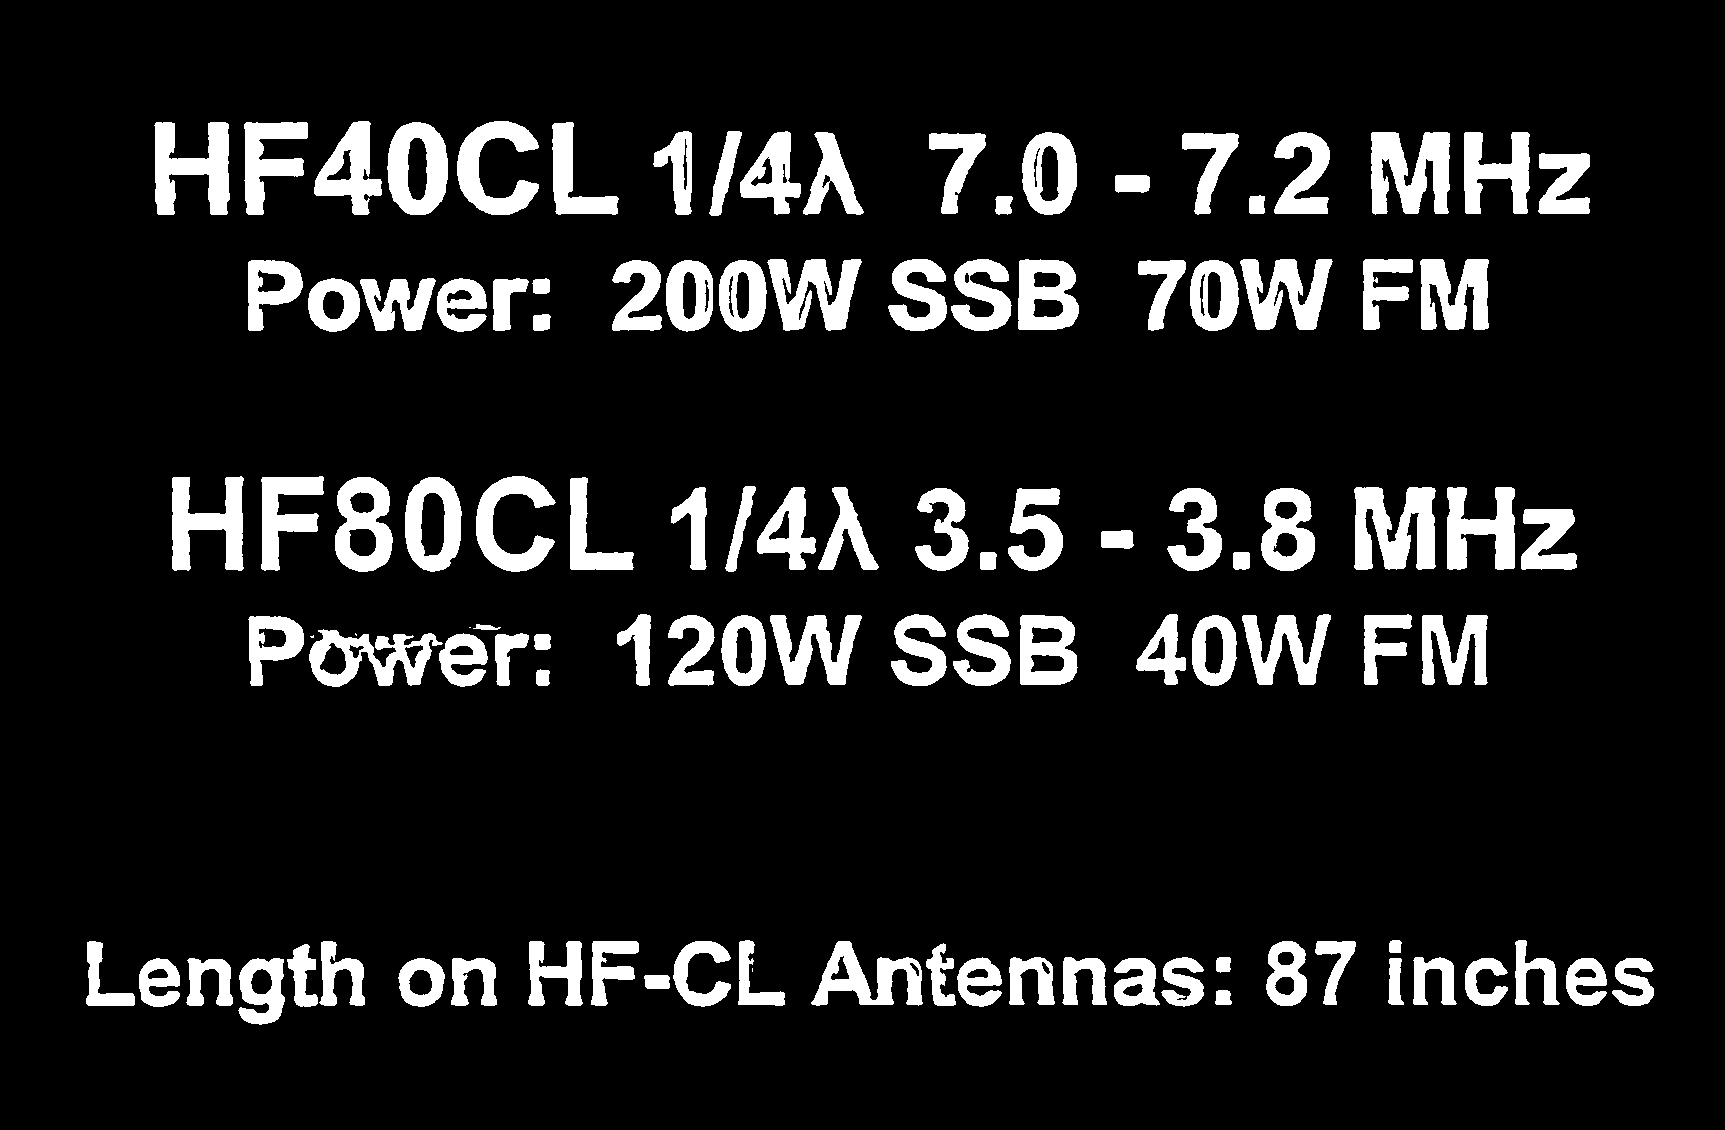 HF40CL 1/4λ 7.0 - 7.2 MHz
Power: 200W SSB 70W FM
HF80CL 1/4λ 3.5 - 3.8 MHz
Power: 120W SSB 40W FM
Length on HF-CL Antennas: 87 inches